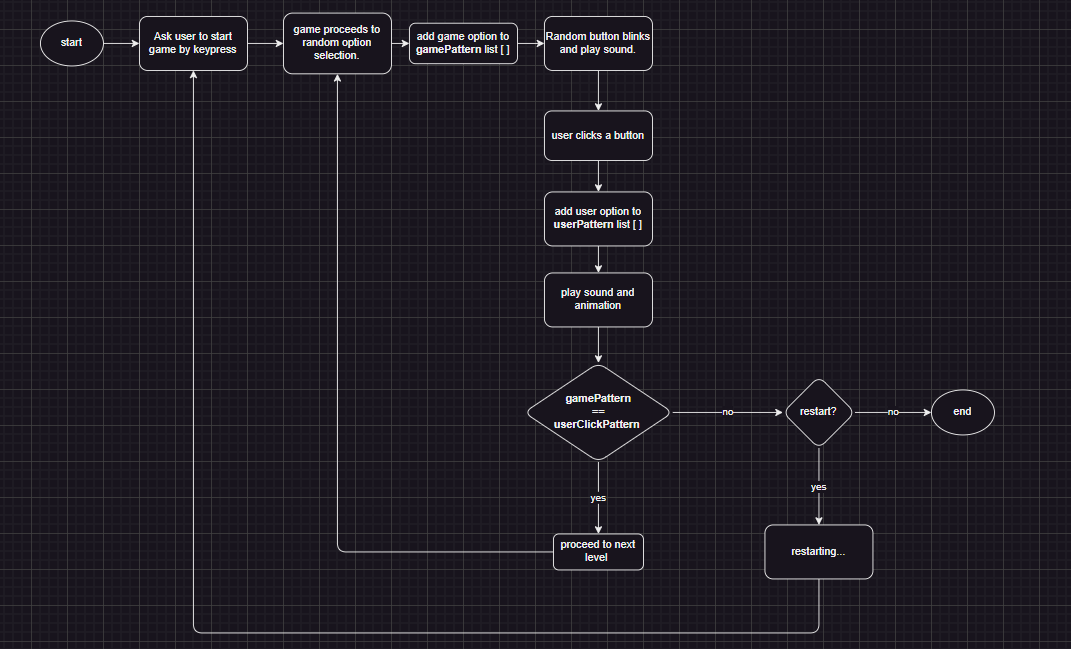 start
Ask user to start
game by keypress
game proceeds to
random option
selection.
add game option to
gamePattern list [ ]
Random button blinks
and play sound.
user clicks a button
add user option to
userPattern list [ ]
play sound and
animation
gamePattern
==
userClickPattern
no
restart?
no
end
yes
yes
proceed to next
level
restarting...